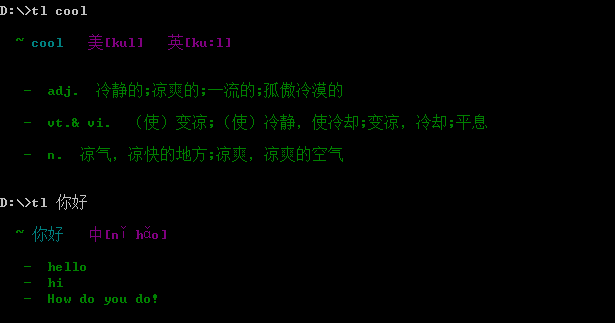 D:\>tl cool
~ cool 美[kul] 英[ku:l]
- adj. 冷静的;凉爽的;一流的;孤傲冷漠的
- vt.& vi. （使）变凉;（使）冷静，使冷却;变凉，冷却;平息
- n. 凉气，凉快的地方;凉爽，凉爽的空气
D:\>tl 你好
~ 你好 中[nǐ hǎo]
- hello
- hi
- How do you do!